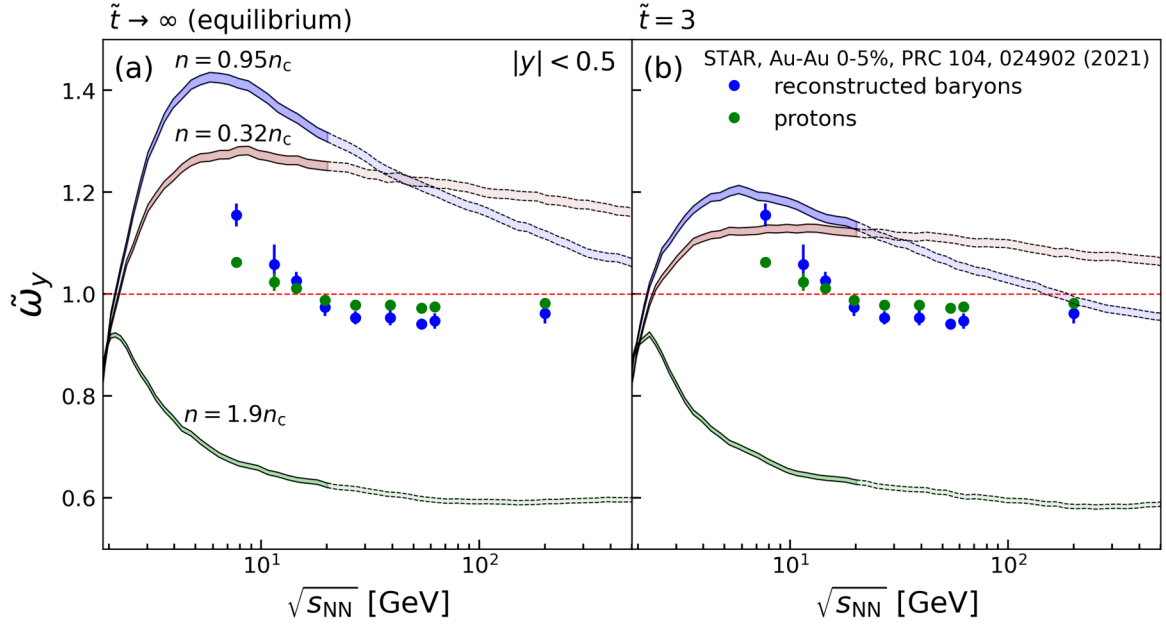 t̃ → ∞ (equilibrium)
t̃ = 3
(a)
n = 0.95n_c
|y| < 0.5
n = 0.32n_c
n = 1.9n_c
(b)
STAR, Au-Au 0-5%, PRC 104, 024902 (2021)
reconstructed baryons
protons
ω̃_y
1.4
1.2
1.0
0.8
0.6
10^1
10^2
10^1
10^2
√s_NN [GeV]
√s_NN [GeV]